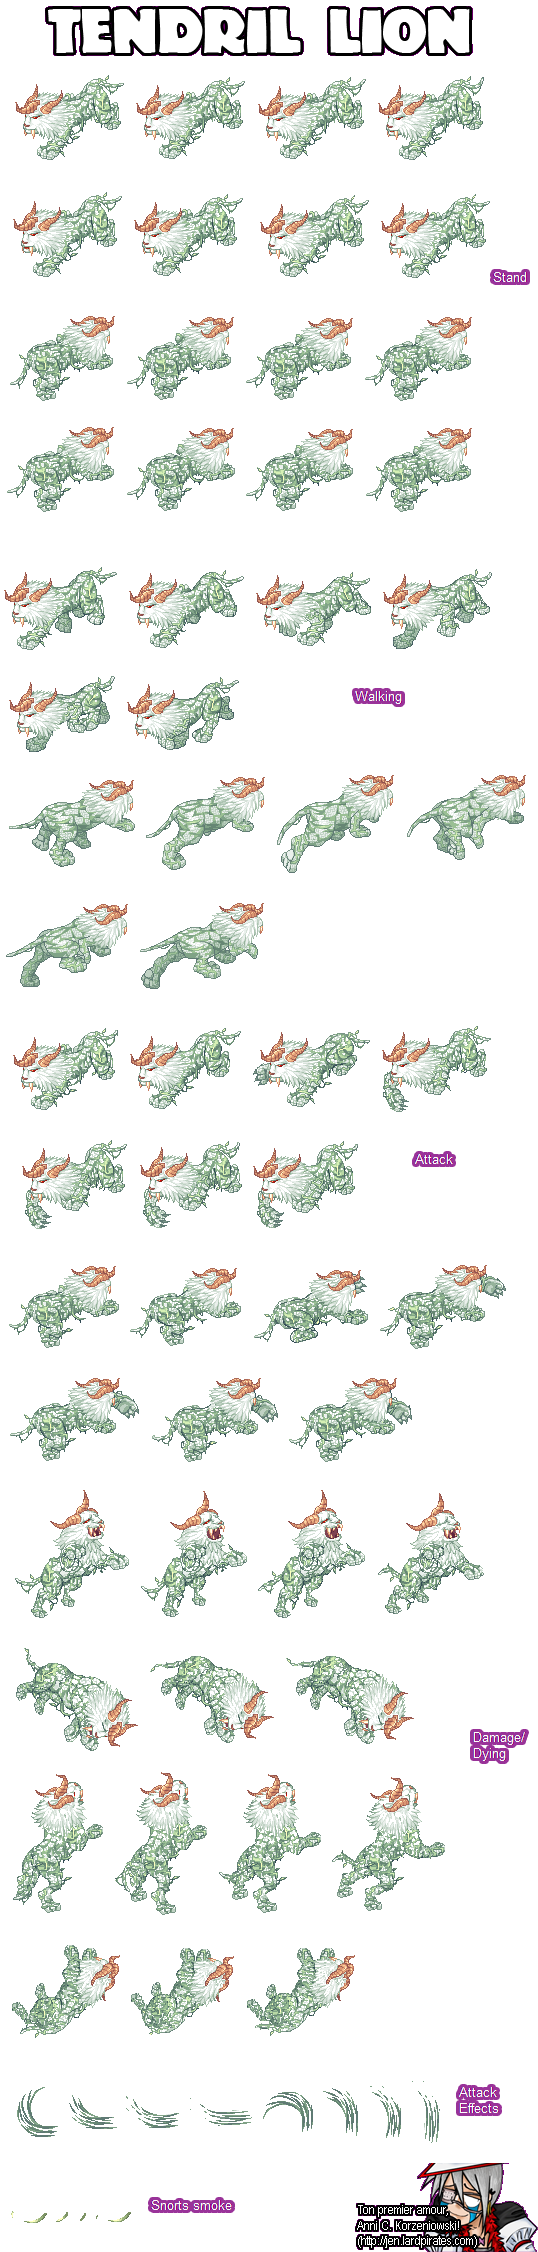 TENDRIL LION
Stand
Walking
Attack
Damage/
Dying
Attack
Effects
Snorts smoke
Ton premier amour,
Anni C. Korzeniowski!
(http://jen.lardpirates.com)